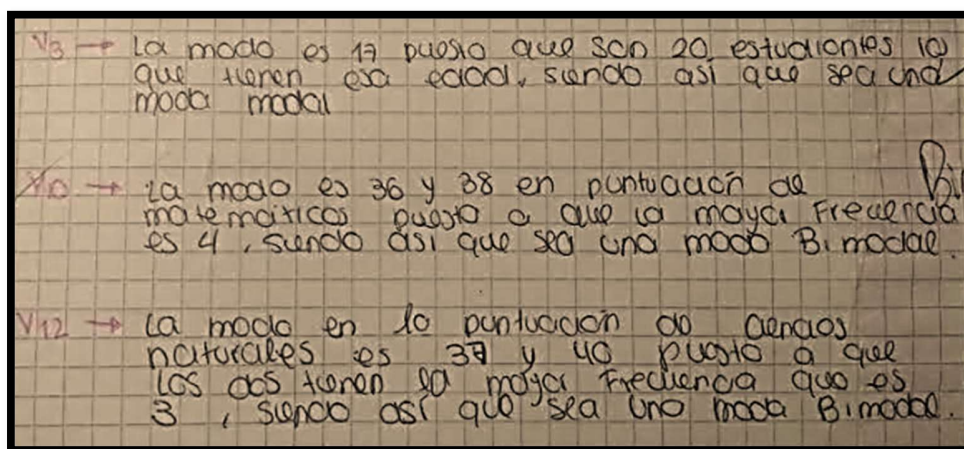 V3 → La moda es 17 puesto que son 20 estudiantes los
que tienen esa edad, siendo así que sea una
moda modal
V10 → La moda es 36 y 38 en puntuación de
matemáticas puesto a que la mayor Frecuencia
es 4, siendo así que sea una moda Bimodal.
V12 → La moda en la puntuación de ciencias
naturales es 37 y 40 puesto a que
Los dos tienen la mayor Frecuencia que es
3, siendo así que sea una moda Bimodal.